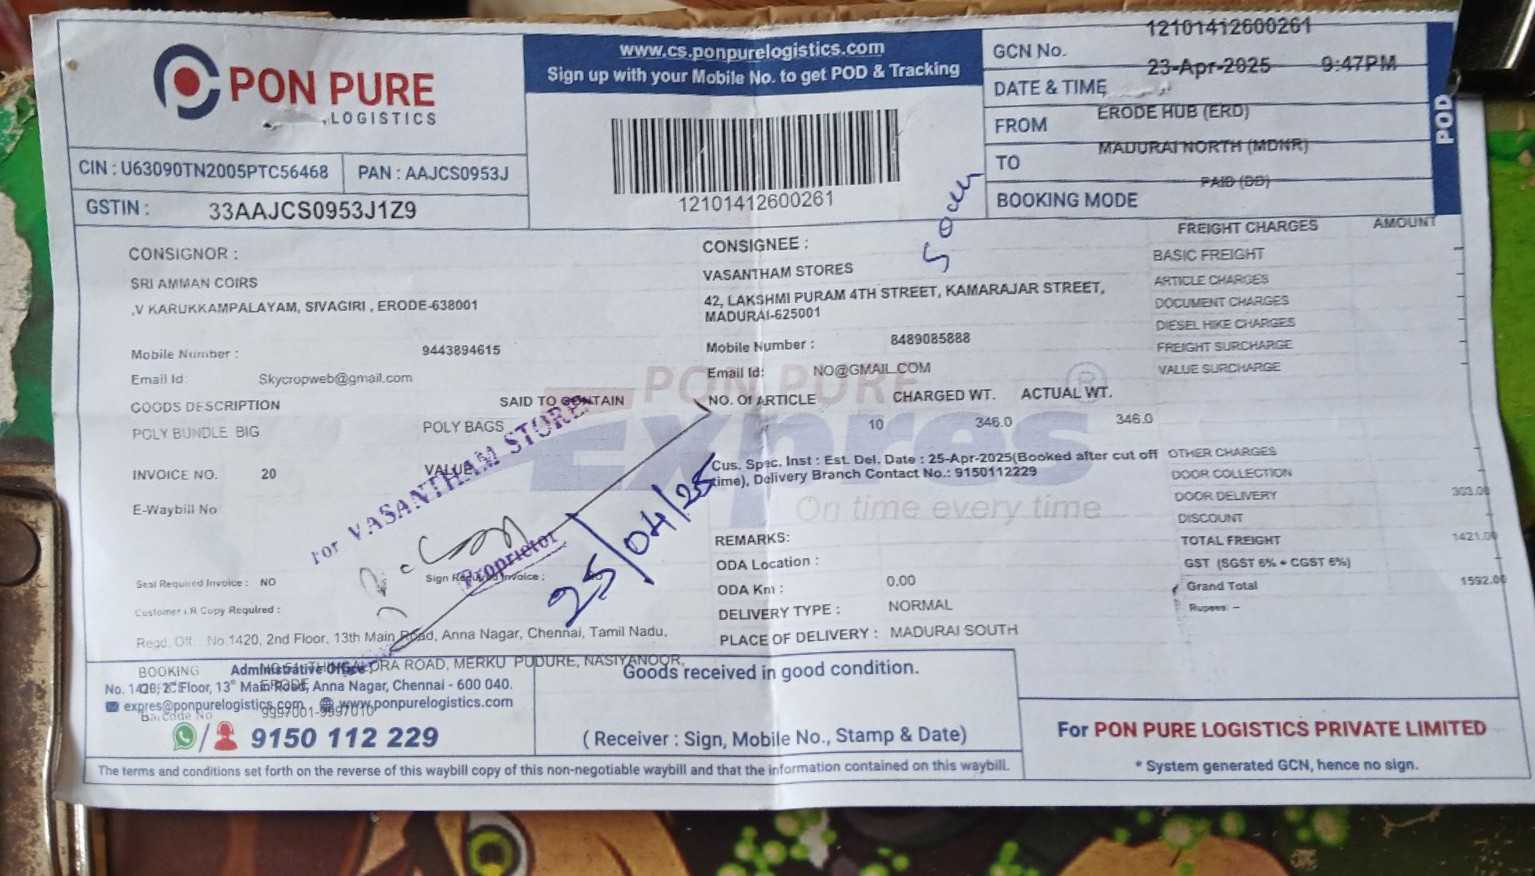 PON PURE
LOGISTICS
www.cs.ponpurelogistics.com
Sign up with your Mobile No. to get POD & Tracking
12101412600261
GCN No. 12101412600261
DATE & TIME 23-Apr-2025 9:47PM
FROM ERODE HUB (ERD)
TO MADURAI NORTH (MDNR)
BOOKING MODE PAID (DD)
POD
CIN : U63090TN2005PTC56468 PAN : AAJCS0953J
GSTIN : 33AAJCS0953J1Z9
CONSIGNOR :
SRI AMMAN COIRS
,V KARUKKAMPALAYAM, SIVAGIRI , ERODE-638001
Mobile Number : 9443894615
Email Id: Skycropweb@gmail.com
CONSIGNEE :
VASANTHAM STORES
42, LAKSHMI PURAM 4TH STREET, KAMARAJAR STREET,
MADURAI-625001
Mobile Number : 8489085888
Email Id: NO@GMAIL.COM
FREIGHT CHARGES AMOUNT
BASIC FREIGHT
ARTICLE CHARGES
DOCUMENT CHARGES
DIESEL HIKE CHARGES
FREIGHT SURCHARGE
VALUE SURCHARGE
PON PURE
Expres ®
On time every time
GOODS DESCRIPTION SAID TO CONTAIN NO. Of ARTICLE CHARGED WT. ACTUAL WT.
POLY BUNDLE BIG POLY BAGS 10 346.0 346.0
INVOICE NO. 20 VALUE
E-Waybill No
Cus. Spec. Inst : Est. Del. Date : 25-Apr-2025(Booked after cut off
time), Delivery Branch Contact No.: 9150112229
OTHER CHARGES
DOOR COLLECTION
DOOR DELIVERY 303.00
DISCOUNT
TOTAL FREIGHT 1421.00
GST (SGST 6% + CGST 6%)
Grand Total 1592.00
Rupees: –
For VASANTHAM STORE
Proprietor
25/04/25
REMARKS:
ODA Location :
ODA Km : 0.00
DELIVERY TYPE : NORMAL
PLACE OF DELIVERY : MADURAI SOUTH
Seal Required Invoice : NO Sign Required Invoice : NO
Customer LR Copy Required :
Regd. Off. No.1420, 2nd Floor, 13th Main Road, Anna Nagar, Chennai, Tamil Nadu,
BOOKING ROAD, MERKU PUDURE, NASIYANOOR,
ERODE
Barcode No 9997001-9997010
Administrative Office :
No. 1420, 2nd Floor, 13th Main Road, Anna Nagar, Chennai - 600 040.
expres@ponpurelogistics.com www.ponpurelogistics.com
9150 112 229
Goods received in good condition.
( Receiver : Sign, Mobile No., Stamp & Date)
For PON PURE LOGISTICS PRIVATE LIMITED
* System generated GCN, hence no sign.
The terms and conditions set forth on the reverse of this waybill copy of this non-negotiable waybill and that the information contained on this waybill.